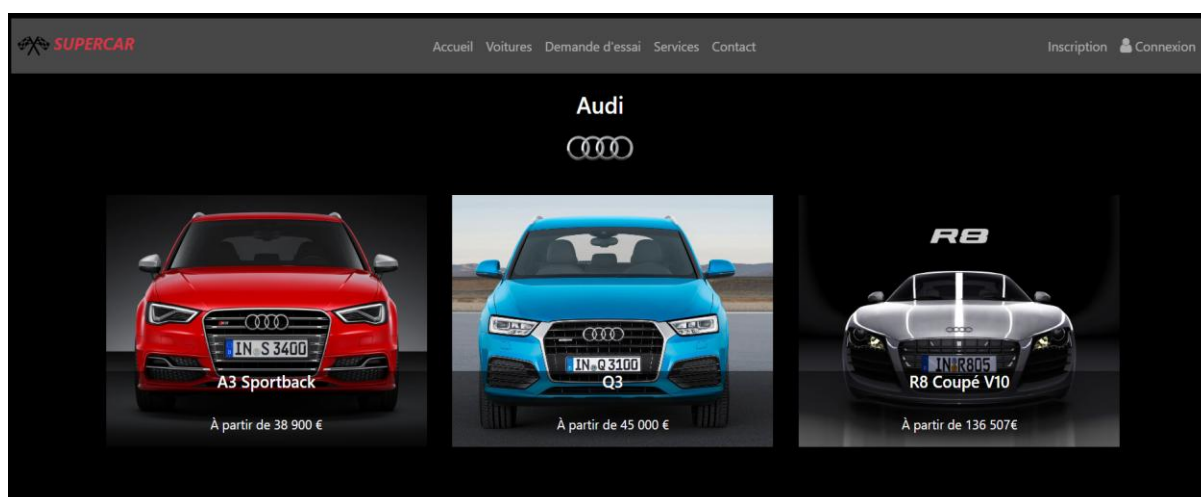 SUPERCAR
Accueil Voitures Demande d'essai Services Contact
Inscription Connexion
Audi
IN S 3400
A3 Sportback
À partir de 38 900 €
IN Q 3100
Q3
À partir de 45 000 €
R8
IN R805
R8 Coupé V10
À partir de 136 507€